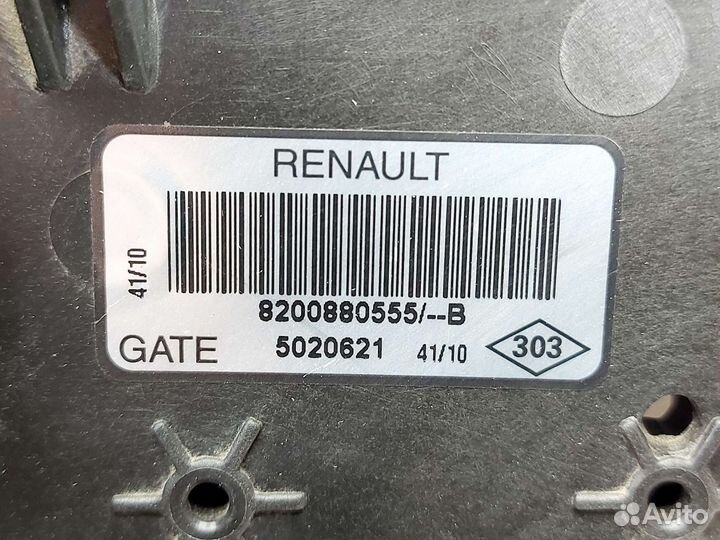 RENAULT
41/10
8200880555/--B
GATE 5020621 41/10 303
Avito